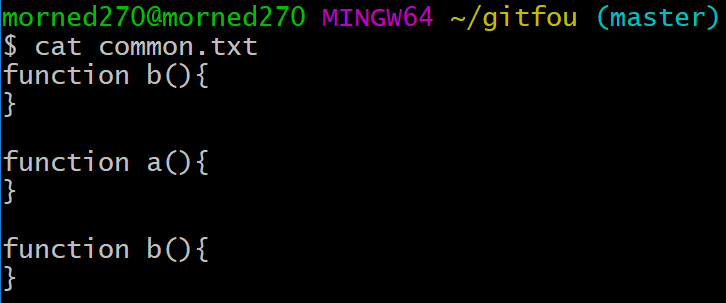 morned270@morned270 MINGW64 ~/gitfou (master)
$ cat common.txt
function b(){
}

function a(){
}

function b(){
}